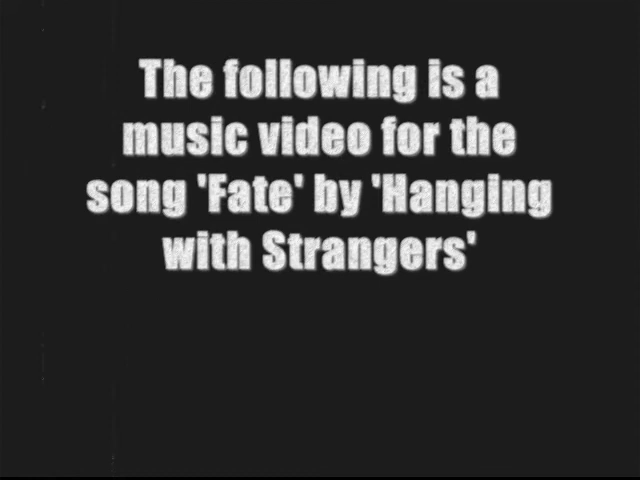 The following is a
music video for the
song 'Fate' by 'Hanging
with Strangers'